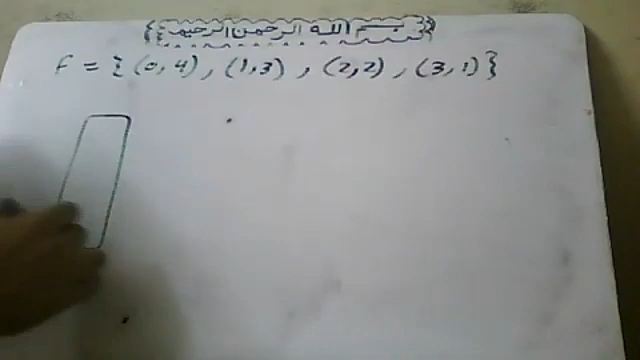 بسم الله الرحمن الرحيم
f = { (0,4) , (1,3) , (2,2) , (3,1) }